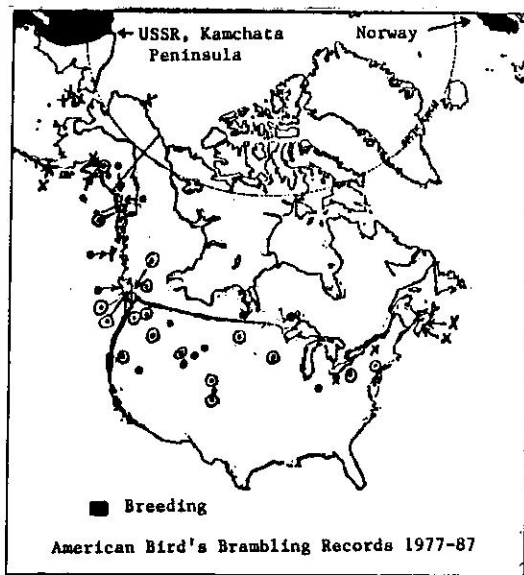 USSR, Kamchata
Peninsula
Norway
Breeding
American Bird's Brambling Records 1977-87